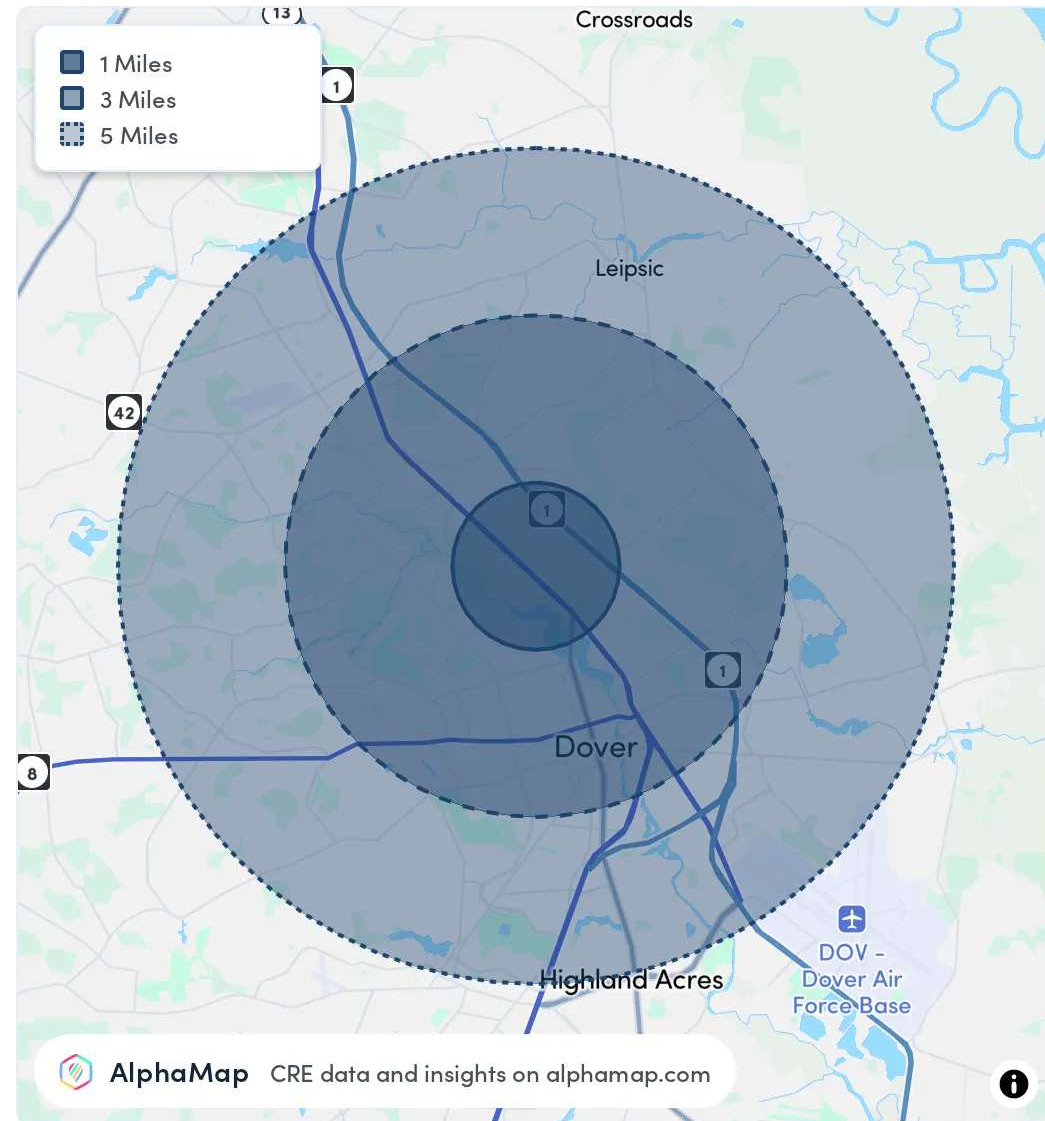 13
Crossroads
1 Miles
3 Miles
5 Miles
1
Leipsic
42
1
1
Dover
8
DOV -
Dover Air
Force Base
Highland Acres
AlphaMap CRE data and insights on alphamap.com